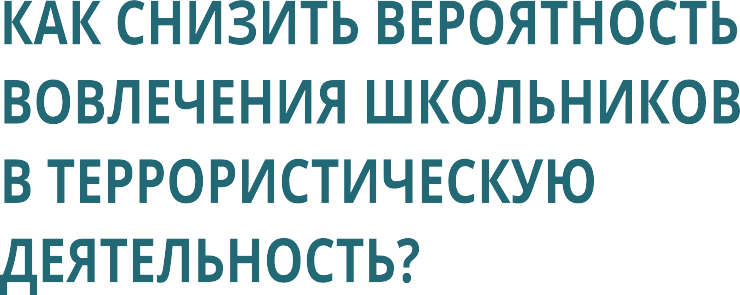 КАК СНИЗИТЬ ВЕРОЯТНОСТЬ
ВОВЛЕЧЕНИЯ ШКОЛЬНИКОВ
В ТЕРРОРИСТИЧЕСКУЮ
ДЕЯТЕЛЬНОСТЬ?